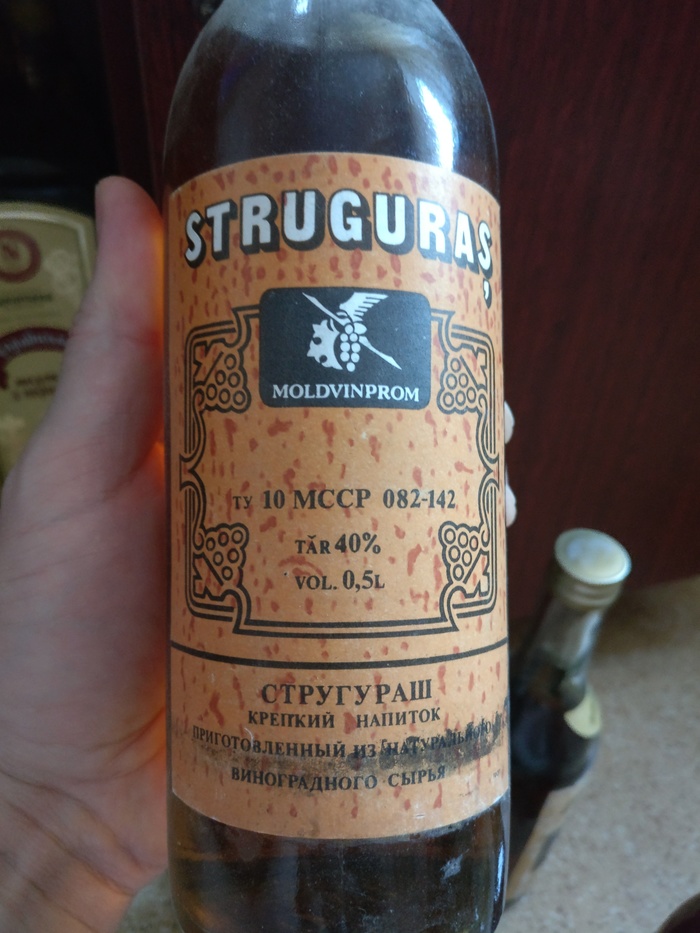 STRUGURAȘ
MOLDVINPROM
ТУ 10 МССР 082-142
TĂR 40%
VOL. 0,5L
СТРУГУРАШ
КРЕПКИЙ НАПИТОК
ПРИГОТОВЛЕННЫЙ ИЗ НАТУРАЛЬНОГО
ВИНОГРАДНОГО СЫРЬЯ